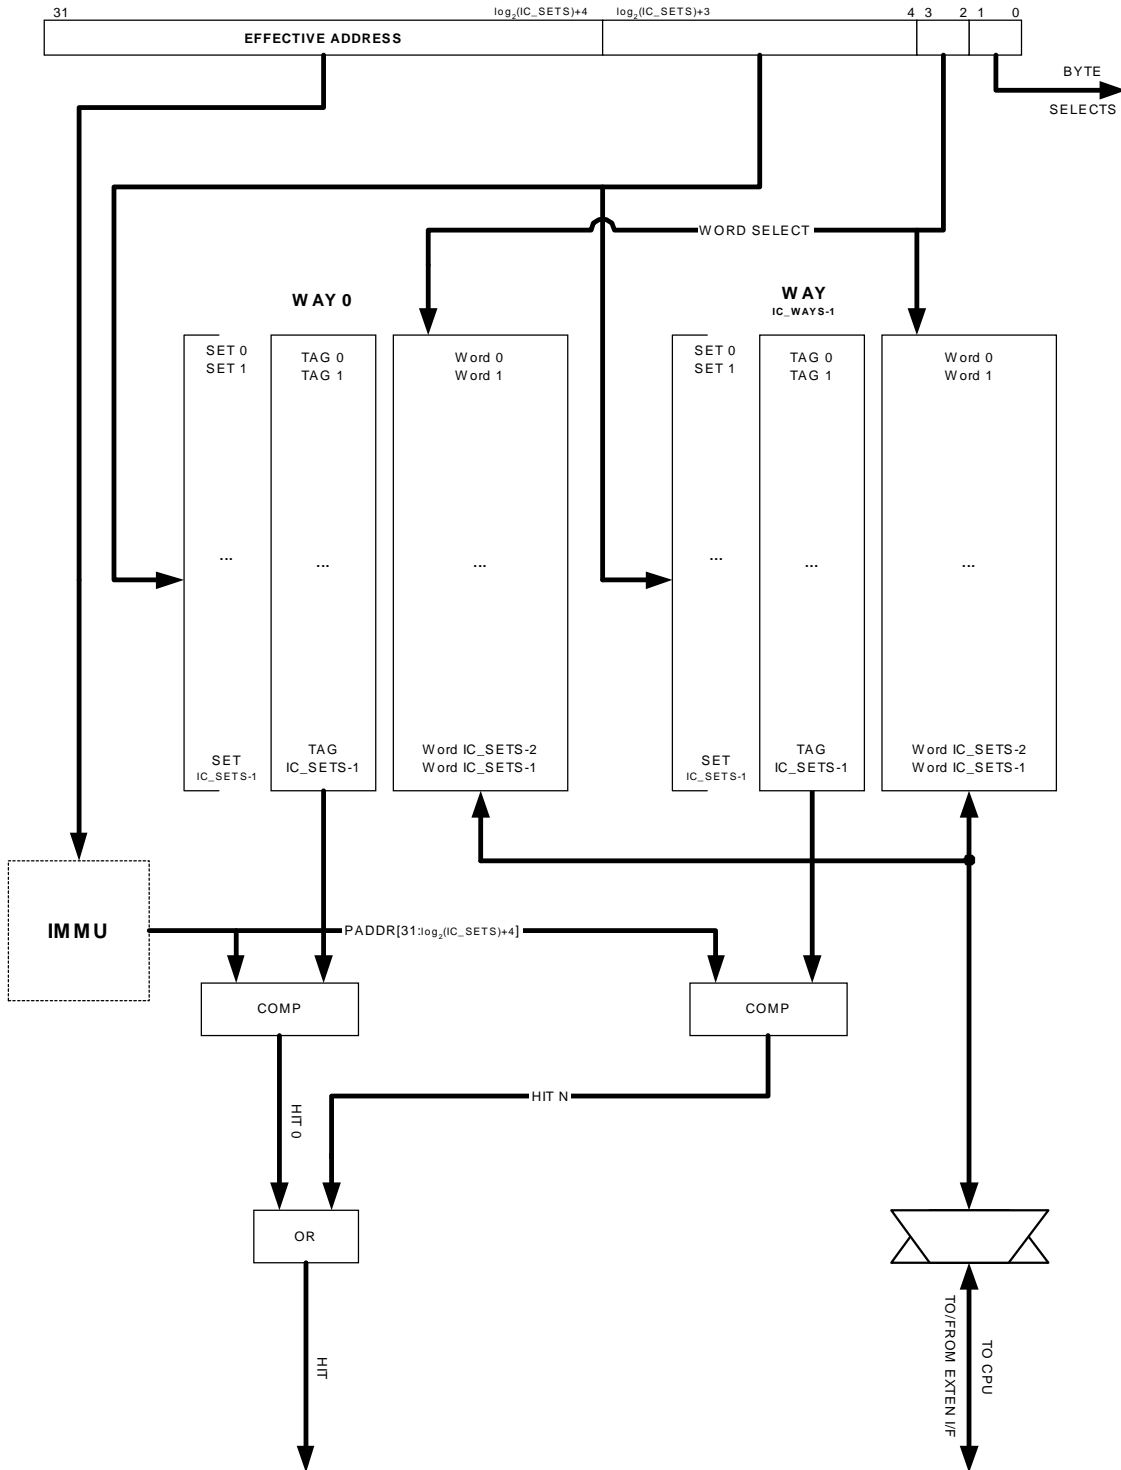 31 log₂(IC_SETS)+4 log₂(IC_SETS)+3 4 3 2 1 0
EFFECTIVE ADDRESS
BYTE
SELECTS
WORD SELECT
WAY 0
WAY
IC_WAYS-1
SET 0
SET 1
...
SET
IC_SETS-1
TAG 0
TAG 1
...
TAG
IC_SETS-1
Word 0
Word 1
...
Word IC_SETS-2
Word IC_SETS-1
SET 0
SET 1
...
SET
IC_SETS-1
TAG 0
TAG 1
...
TAG
IC_SETS-1
Word 0
Word 1
...
Word IC_SETS-2
Word IC_SETS-1
IMMU
PADDR[31:log₂(IC_SETS)+4]
COMP
COMP
HIT 0
HIT N
OR
HIT
TO/FROM EXTEN I/F
TO CPU